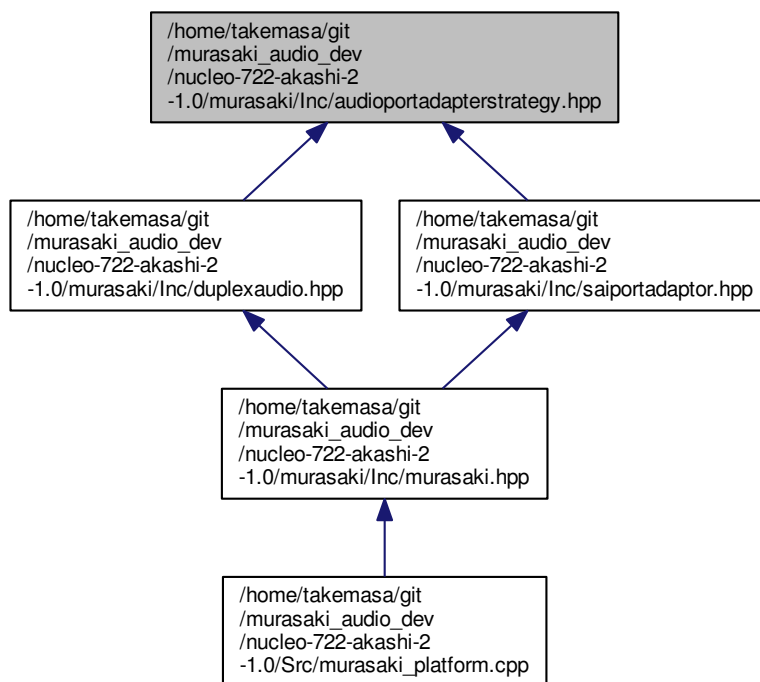 /home/takemasa/git
/murasaki_audio_dev
/nucleo-722-akashi-2
-1.0/murasaki/Inc/audioportadapterstrategy.hpp
/home/takemasa/git
/murasaki_audio_dev
/nucleo-722-akashi-2
-1.0/murasaki/Inc/duplexaudio.hpp
/home/takemasa/git
/murasaki_audio_dev
/nucleo-722-akashi-2
-1.0/murasaki/Inc/saiportadaptor.hpp
/home/takemasa/git
/murasaki_audio_dev
/nucleo-722-akashi-2
-1.0/murasaki/Inc/murasaki.hpp
/home/takemasa/git
/murasaki_audio_dev
/nucleo-722-akashi-2
-1.0/Src/murasaki_platform.cpp